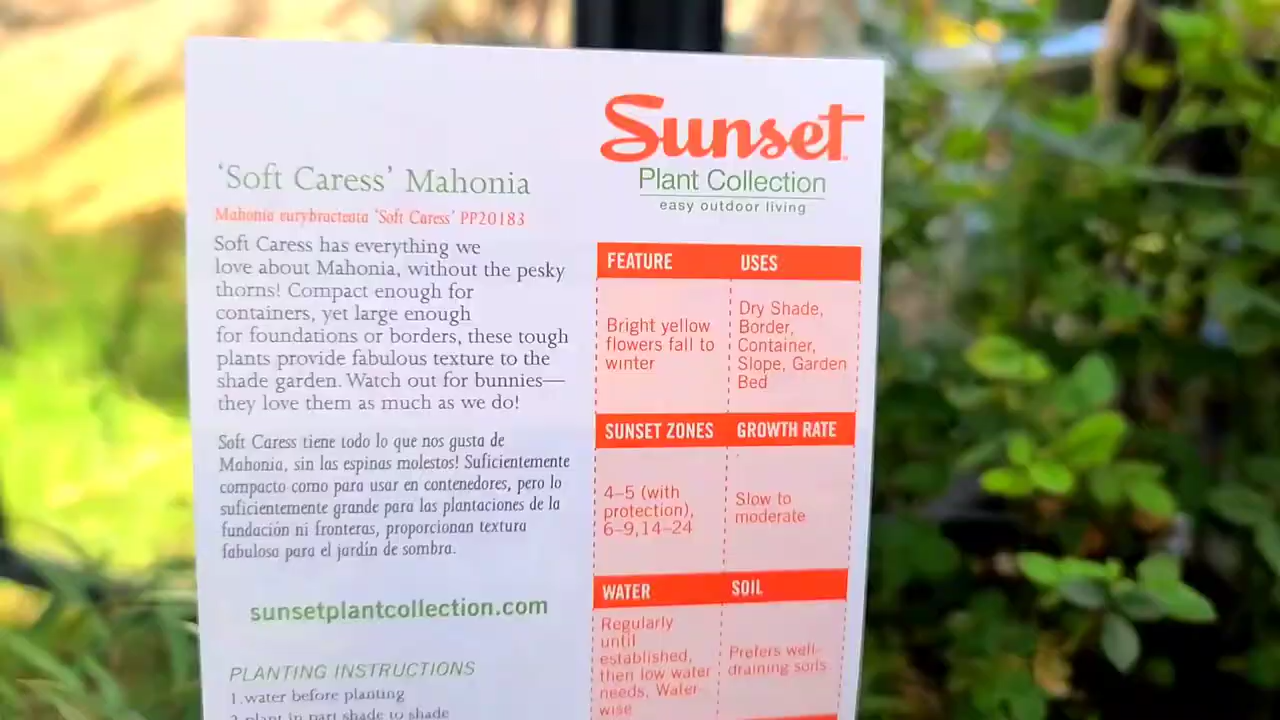 Sunset
Plant Collection
easy outdoor living
'Soft Caress' Mahonia
Mahonia eurybracteata 'Soft Caress' PP20183
Soft Caress has everything we
love about Mahonia, without the pesky
thorns! Compact enough for
containers, yet large enough
for foundations or borders, these tough
plants provide fabulous texture to the
shade garden. Watch out for bunnies—
they love them as much as we do!
Soft Caress tiene todo lo que nos gusta de
Mahonia, sin las espinas molestos! Suficientemente
compacto como para usar en contenedores, pero lo
suficientemente grande para las plantaciones de la
fundación ni fronteras, proporcionan textura
fabulosa para el jardín de sombra.
sunsetplantcollection.com
PLANTING INSTRUCTIONS
1.water before planting
2.plant in part shade to shade
FEATURE
Bright yellow
flowers fall to
winter
USES
Dry Shade,
Border,
Container,
Slope, Garden
Bed
SUNSET ZONES
4–5 (with
protection),
6–9,14–24
GROWTH RATE
Slow to
moderate
WATER
Regularly
until
established,
then low water
needs, Water
wise
SOIL
Prefers well-
draining soils